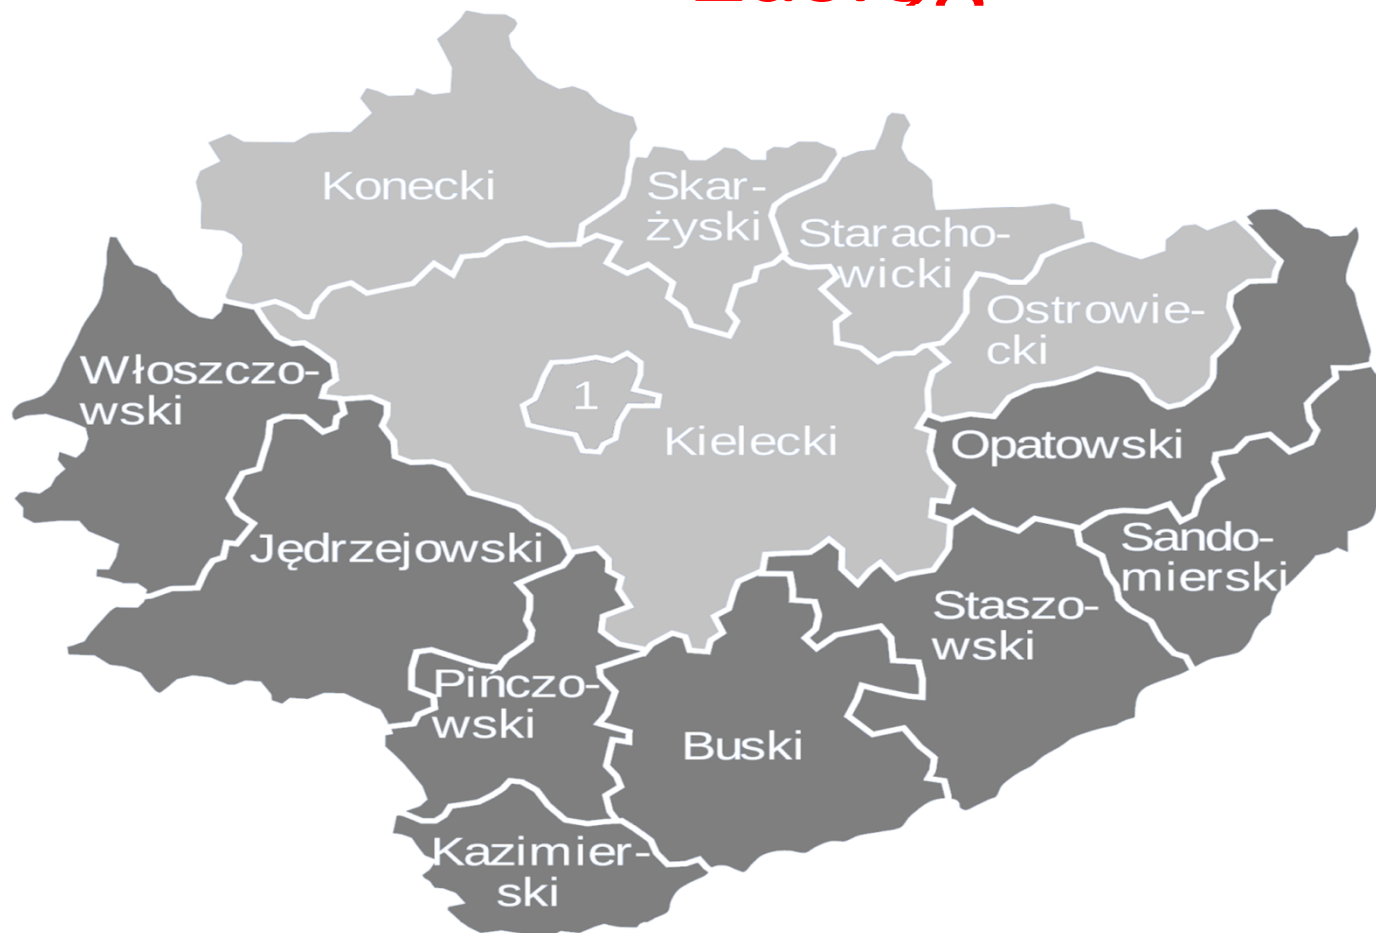 Konecki
Skar-
żyski
Staracho-
wicki
Ostrowie-
cki
Włoszczo-
wski
1
Kielecki
Opatowski
Jędrzejowski
Sando-
mierski
Staszo-
wski
Pińczo-
wski
Buski
Kazimier-
ski